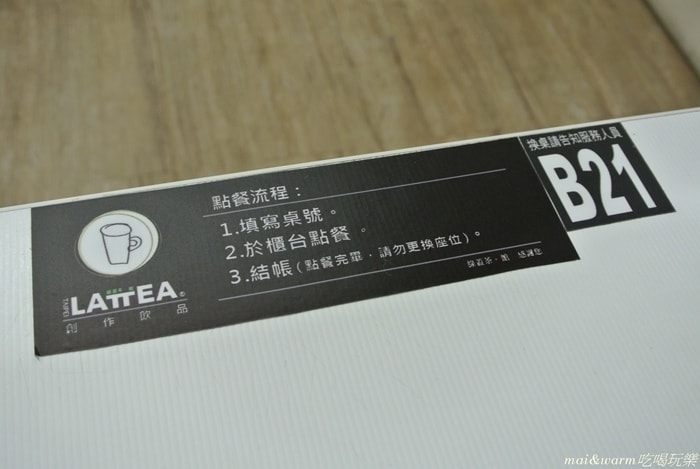 換桌請告知服務人員
B21
點餐流程：
1.填寫桌號。
2.於櫃台點餐。
3.結帳(點餐完畢，請勿更換座位)。
TAIPEI
LATTEA
創作飲品
mai&warm吃喝玩樂